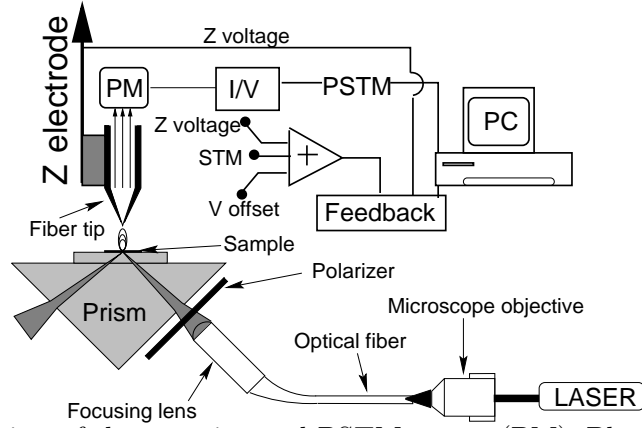 Z voltage
Z electrode
PM
I/V
PSTM
PC
Z voltage
STM
+
V offset
Feedback
Fiber tip
Sample
Polarizer
Prism
Microscope objective
Optical fiber
Focusing lens
LASER